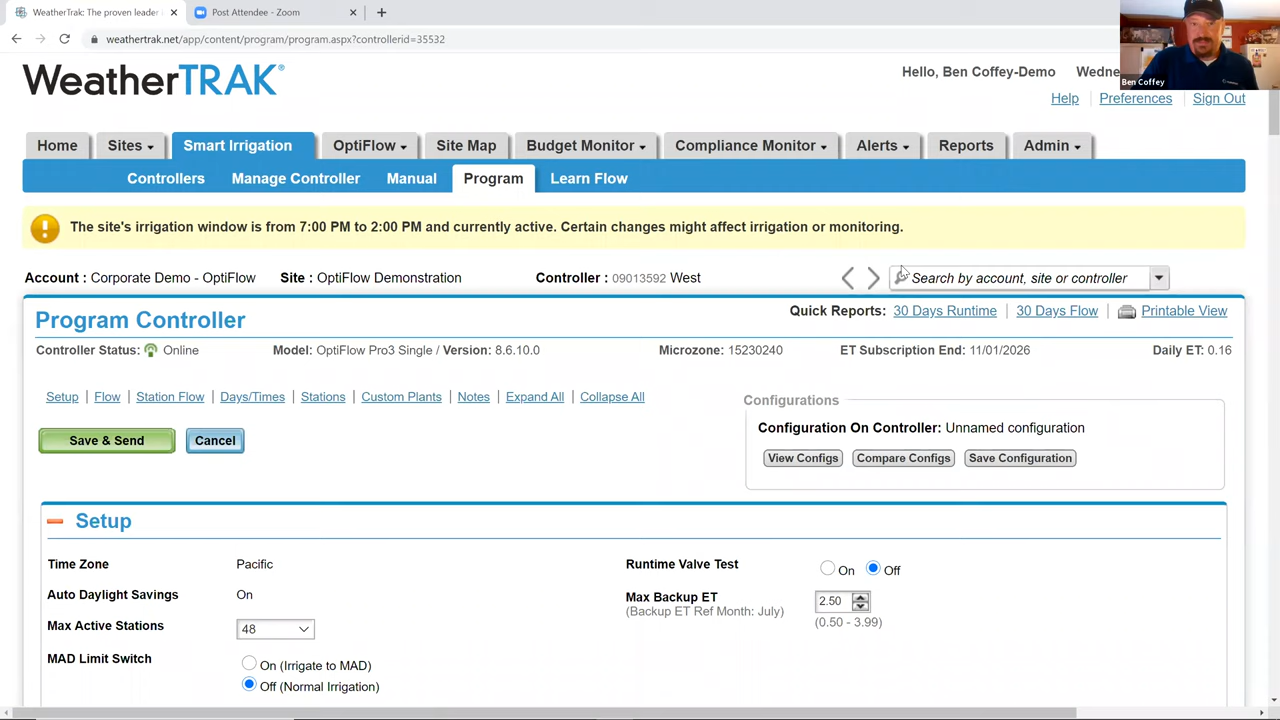 WeatherTrak: The proven leader
Post Attendee - Zoom
weathertrak.net/app/content/program/program.aspx?controllerid=35532
Ben Coffey
WeatherTRAK®
Hello, Ben Coffey-Demo Wedne
Help Preferences Sign Out
Home Sites Smart Irrigation OptiFlow Site Map Budget Monitor Compliance Monitor Alerts Reports Admin
Controllers Manage Controller Manual Program Learn Flow
The site's irrigation window is from 7:00 PM to 2:00 PM and currently active. Certain changes might affect irrigation or monitoring.
Account : Corporate Demo - OptiFlow Site : OptiFlow Demonstration Controller : 09013592 West Search by account, site or controller
Program Controller Quick Reports: 30 Days Runtime | 30 Days Flow | Printable View
Controller Status: Online Model: OptiFlow Pro3 Single / Version: 8.6.10.0 Microzone: 15230240 ET Subscription End: 11/01/2026 Daily ET: 0.16
Setup | Flow | Station Flow | Days/Times | Stations | Custom Plants | Notes | Expand All | Collapse All
Configurations
Configuration On Controller: Unnamed configuration
Save & Send Cancel
View Configs Compare Configs Save Configuration
Setup
Time Zone Pacific Runtime Valve Test On Off
Auto Daylight Savings On Max Backup ET 2.50
(Backup ET Ref Month: July) (0.50 - 3.99)
Max Active Stations 48
MAD Limit Switch On (Irrigate to MAD)
Off (Normal Irrigation)